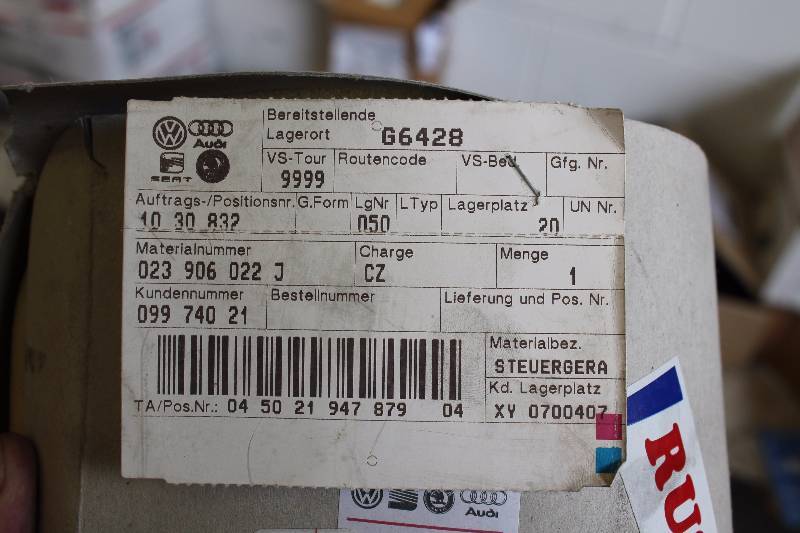 Bereitstellende
Lagerort G6428
Audi
SEAT
VS-Tour Routencode VS-Beh Gfg. Nr.
9999
Auftrags-/Positionsnr. G.Form LgNr LTyp Lagerplatz UN Nr.
10 30 832 050 20
Materialnummer Charge Menge
023 906 022 J CZ 1
Kundennummer Bestellnummer Lieferung und Pos. Nr.
099 740 21
Materialbez.
STEUERGERA
Kd. Lagerplatz
TA/Pos.Nr.: 04 50 21 947 879 04 XY 0700407
Audi
RU